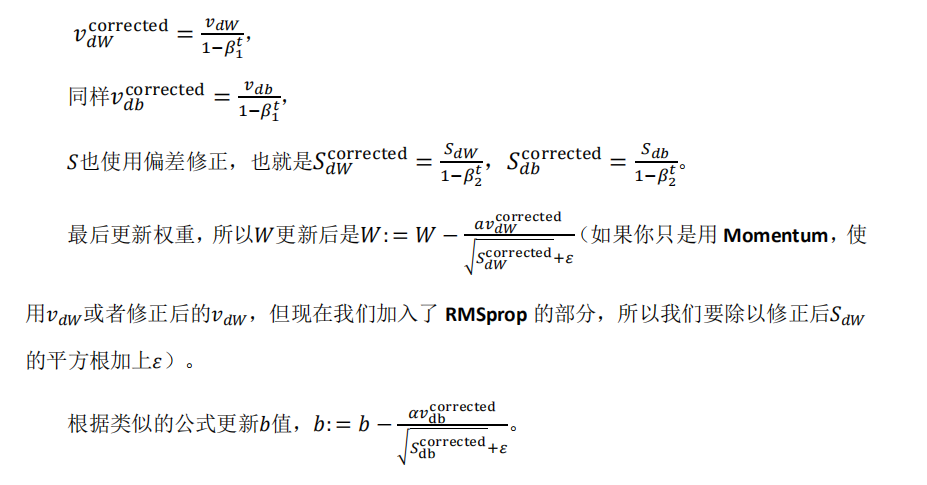 $v_{dW}^{\text{corrected}} = \frac{v_{dW}}{1-\beta_1^t}$,
同样$v_{db}^{\text{corrected}} = \frac{v_{db}}{1-\beta_1^t}$,
$S$也使用偏差修正，也就是$S_{dW}^{\text{corrected}} = \frac{S_{dW}}{1-\beta_2^t}$，$S_{db}^{\text{corrected}} = \frac{S_{db}}{1-\beta_2^t}$。
最后更新权重，所以$W$更新后是$W := W - \frac{a v_{dW}^{\text{corrected}}}{\sqrt{S_{dW}^{\text{corrected}}}+\varepsilon}$（如果你只是用 Momentum，使
用$v_{dW}$或者修正后的$v_{dW}$，但现在我们加入了 RMSprop 的部分，所以我们要除以修正后$S_{dW}$
的平方根加上$\varepsilon$）。
根据类似的公式更新$b$值，$b := b - \frac{\alpha v_{\text{db}}^{\text{corrected}}}{\sqrt{S_{\text{db}}^{\text{corrected}}}+\varepsilon}$。